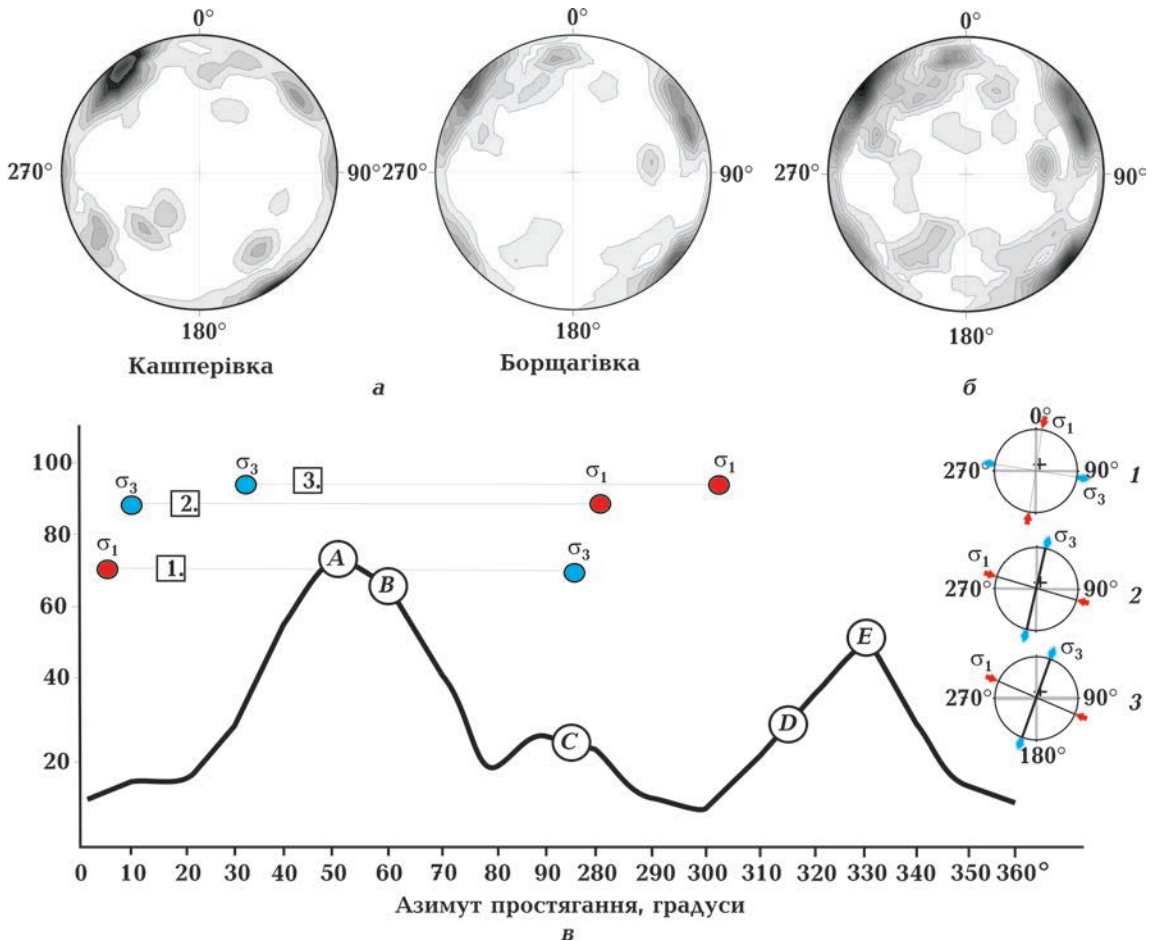 0° 0° 0°
270° 90° 270° 90° 270° 90°
180° 180° 180°
Кашперівка Борщагівка
а б
100
80
60
40
20
σ3 σ3 3. σ1 σ1
2.
σ1 1. σ3
A B C D E
0 10 20 30 40 50 60 70 80 90 280 290 300 310 320 330 340 350 360°
Азимут простягання, градуси
в
0° σ1
270° 90° 1
σ3
σ1 σ3
270° 90° 2
σ1 σ3
270° 90° 3
180°